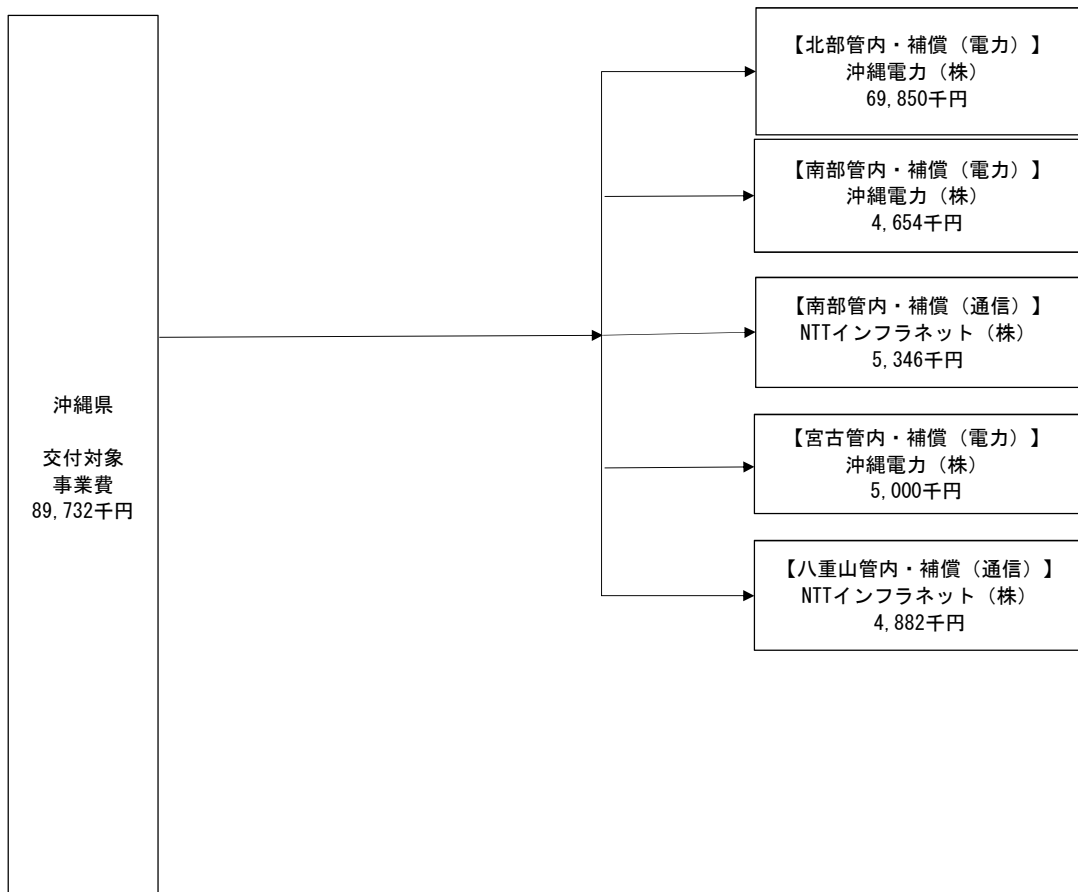 沖縄県
交付対象
事業費
89,732千円
【北部管内・補償（電力）】
沖縄電力（株）
69,850千円
【南部管内・補償（電力）】
沖縄電力（株）
4,654千円
【南部管内・補償（通信）】
NTTインフラネット（株）
5,346千円
【宮古管内・補償（電力）】
沖縄電力（株）
5,000千円
【八重山管内・補償（通信）】
NTTインフラネット（株）
4,882千円